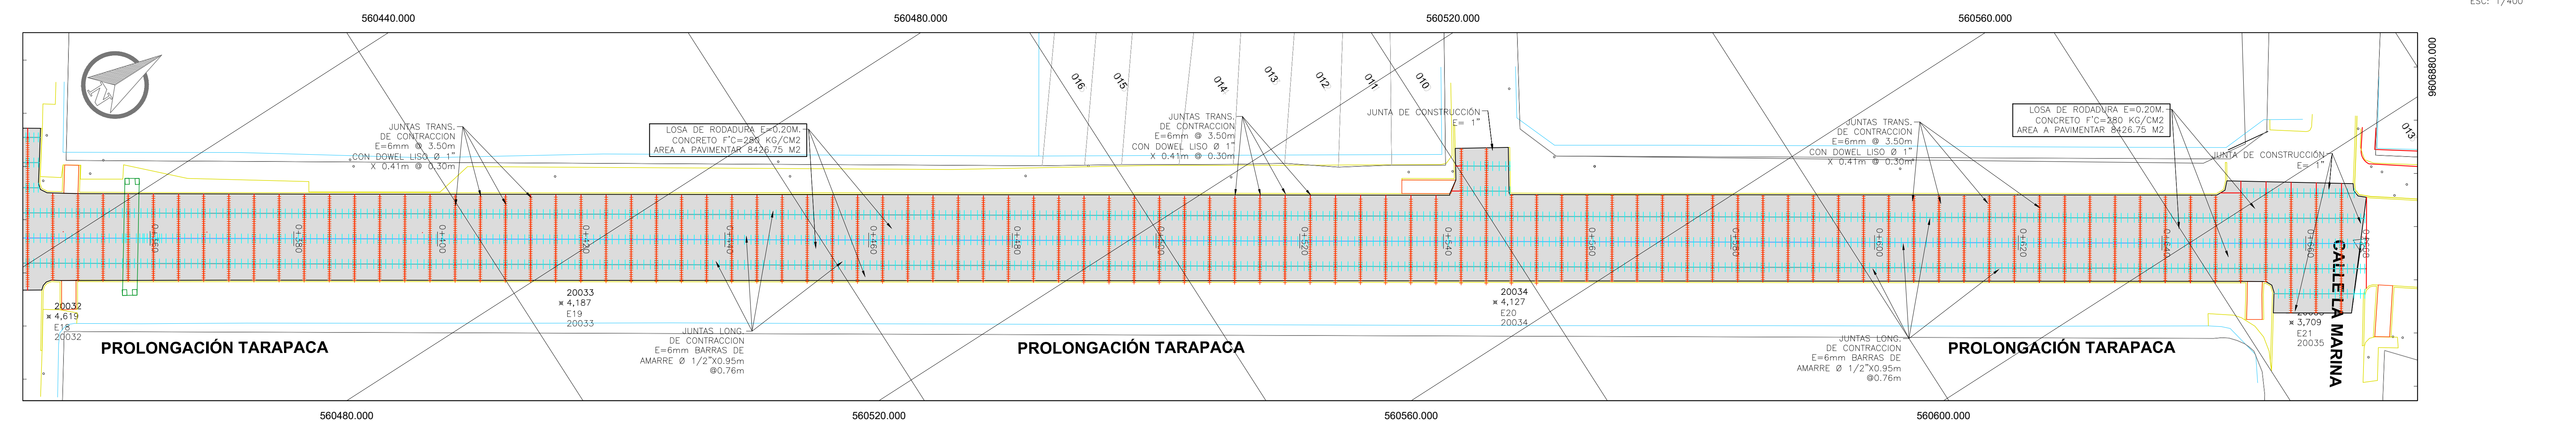 ESC: 1/400
560440.000
560480.000
560520.000
560560.000
9606880.000
N
016
015
014
013
012
011
010
013
JUNTAS TRANS.
DE CONTRACCION
E=6mm @ 3.50m
CON DOWEL LISO Ø 1"
X 0.41m @ 0.30m
LOSA DE RODADURA E=0.20M.
CONCRETO F'C=280 KG/CM2
AREA A PAVIMENTAR 8426.75 M2
JUNTAS TRANS.
DE CONTRACCION
E=6mm @ 3.50m
CON DOWEL LISO Ø 1"
X 0.41m @ 0.30m
JUNTA DE CONSTRUCCIÓN
E= 1"
JUNTAS TRANS.
DE CONTRACCION
E=6mm @ 3.50m
CON DOWEL LISO Ø 1"
X 0.41m @ 0.30m
LOSA DE RODADURA E=0.20M.
CONCRETO F'C=280 KG/CM2
AREA A PAVIMENTAR 8426.75 M2
JUNTA DE CONSTRUCCIÓN
E= 1"
0+360
0+380
0+400
0+420
0+440
0+460
0+480
0+500
0+520
0+540
0+560
0+580
0+600
0+620
0+640
0+660
CALLE LA MARINA
20032
4,619
E18
20032
20033
4,187
E19
20033
20034
4,127
E20
20034
3,709
E21
20035
JUNTAS LONG.
DE CONTRACCION
E=6mm BARRAS DE
AMARRE Ø 1/2"X0.95m
@0.76m
JUNTAS LONG.
DE CONTRACCION
E=6mm BARRAS DE
AMARRE Ø 1/2"X0.95m
@0.76m
PROLONGACIÓN TARAPACA
PROLONGACIÓN TARAPACA
PROLONGACIÓN TARAPACA
560480.000
560520.000
560560.000
560600.000